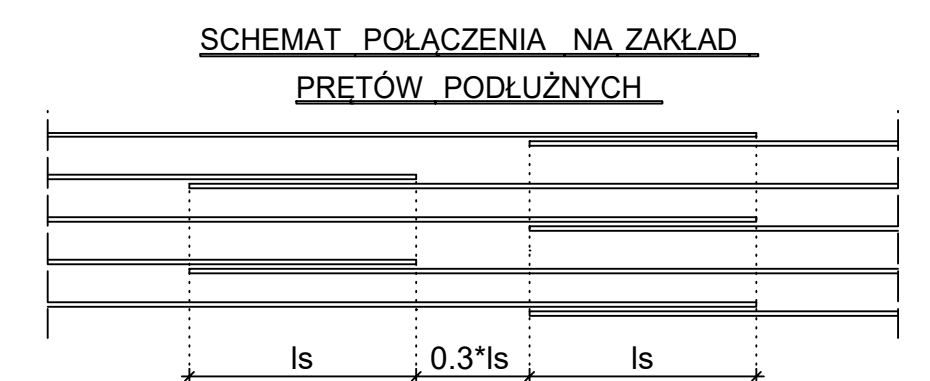 SCHEMAT POŁĄCZENIA NA ZAKŁAD
PRĘTÓW PODŁUŻNYCH
ls 0.3*ls ls